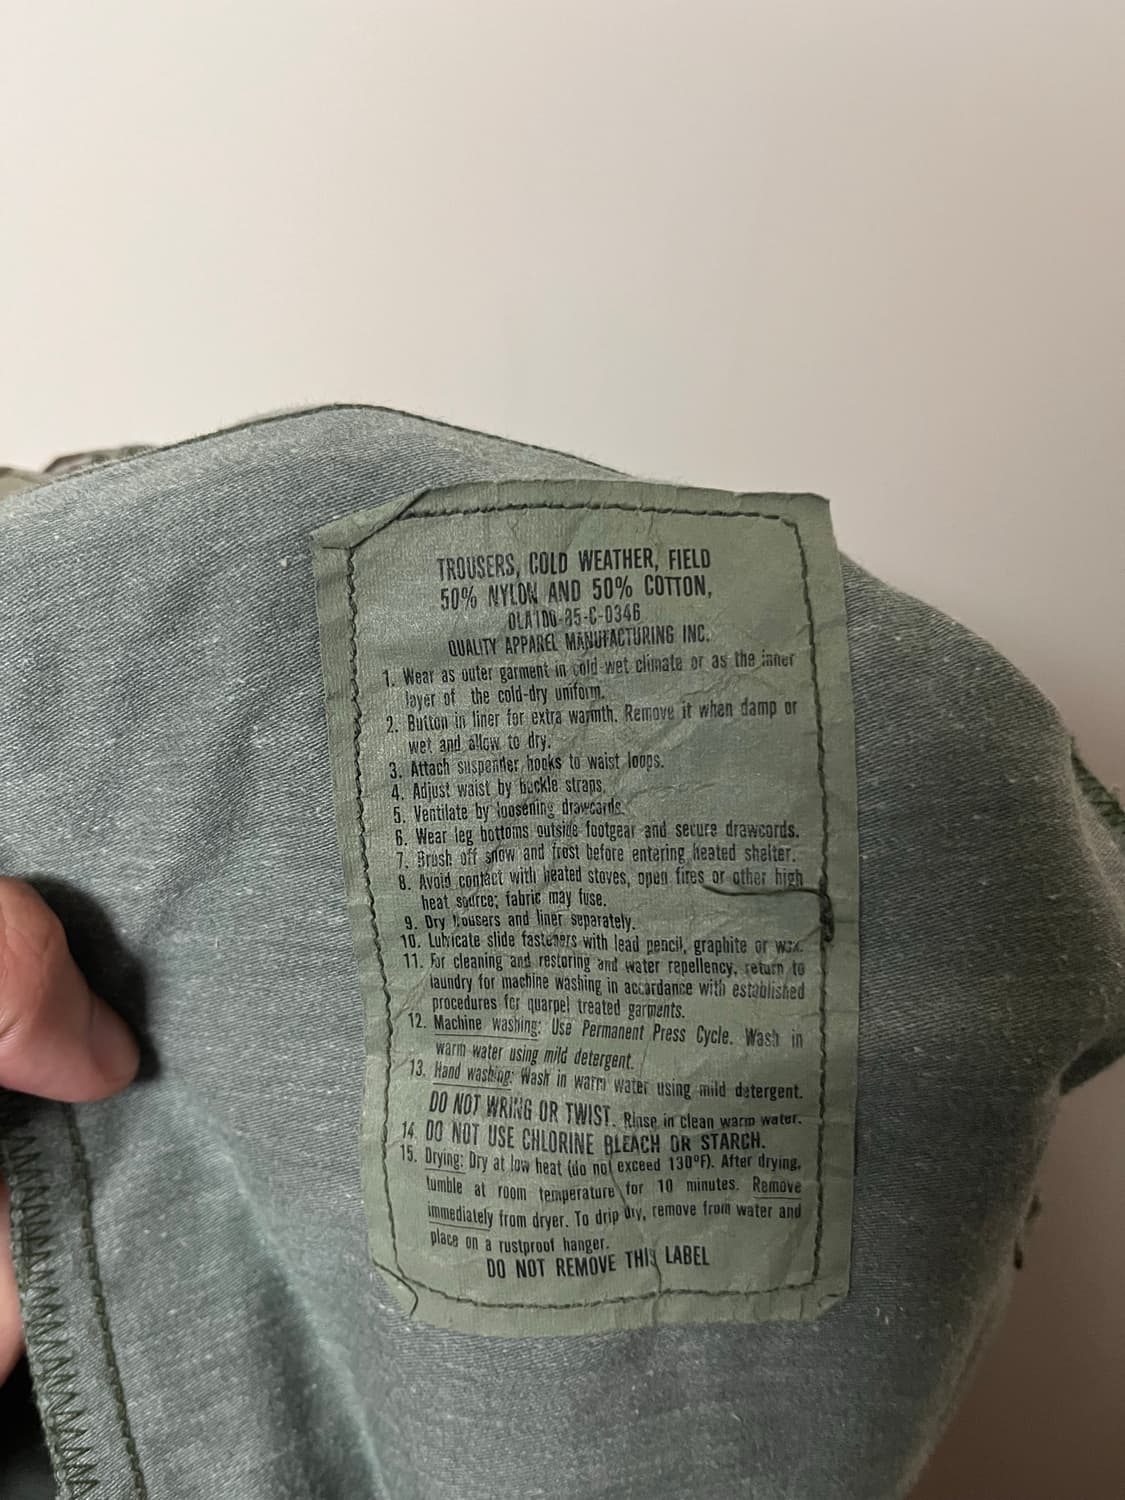 TROUSERS, COLD WEATHER, FIELD
50% NYLON AND 50% COTTON,
DLA100-85-C-0346
QUALITY APPAREL MANUFACTURING INC.
1. Wear as outer garment in cold-wet climate or as the inner
layer of the cold-dry uniform.
2. Button in liner for extra warmth. Remove it when damp or
wet and allow to dry.
3. Attach suspender hooks to waist loops.
4. Adjust waist by buckle straps.
5. Ventilate by loosening drawcords.
6. Wear leg bottoms outside footgear and secure drawcords.
7. Brush off snow and frost before entering heated shelter.
8. Avoid contact with heated stoves, open fires or other high
heat source; fabric may fuse.
9. Dry trousers and liner separately.
10. Lubricate slide fasteners with lead pencil, graphite or wax.
11. For cleaning and restoring and water repellency, return to
laundry for machine washing in accordance with established
procedures for quarpel treated garments.
12. Machine washing: Use Permanent Press Cycle. Wash in
warm water using mild detergent.
13. Hand washing: Wash in warm water using mild detergent.
DO NOT WRING OR TWIST. Rinse in clean warm water.
14. DO NOT USE CHLORINE BLEACH OR STARCH.
15. Drying: Dry at low heat (do not exceed 130°F). After drying,
tumble at room temperature for 10 minutes. Remove
immediately from dryer. To drip dry, remove from water and
place on a rustproof hanger.
DO NOT REMOVE THIS LABEL